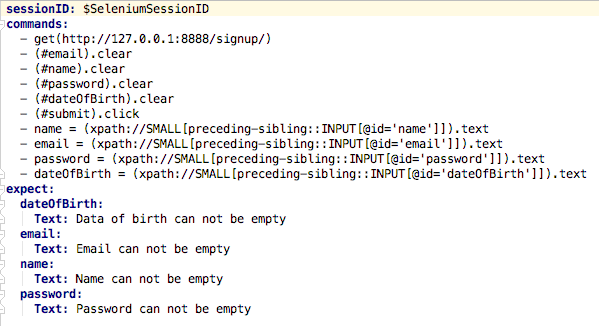 sessionID: $SeleniumSessionID
commands:
  - get(http://127.0.0.1:8888/signup/)
  - (#email).clear
  - (#name).clear
  - (#password).clear
  - (#dateOfBirth).clear
  - (#submit).click
  - name = (xpath://SMALL[preceding-sibling::INPUT[@id='name']]).text
  - email = (xpath://SMALL[preceding-sibling::INPUT[@id='email']]).text
  - password = (xpath://SMALL[preceding-sibling::INPUT[@id='password']]).text
  - dateOfBirth = (xpath://SMALL[preceding-sibling::INPUT[@id='dateOfBirth']]).text
expect:
  dateOfBirth:
    Text: Data of birth can not be empty
  email:
    Text: Email can not be empty
  name:
    Text: Name can not be empty
  password:
    Text: Password can not be empty